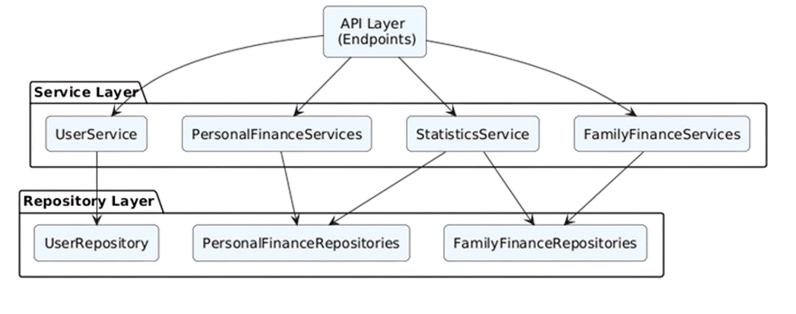 API Layer
(Endpoints)
Service Layer
UserService
PersonalFinanceServices
StatisticsService
FamilyFinanceServices
Repository Layer
UserRepository
PersonalFinanceRepositories
FamilyFinanceRepositories